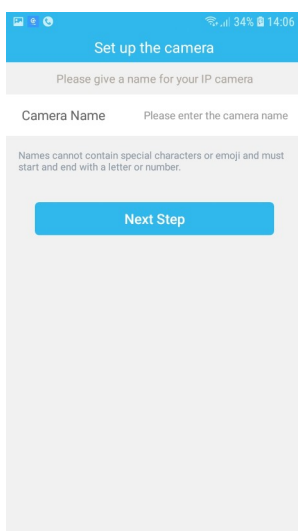 34% 14:06
Set up the camera
Please give a name for your IP camera
Camera Name Please enter the camera name
Names cannot contain special characters or emoji and must
start and end with a letter or number.
Next Step